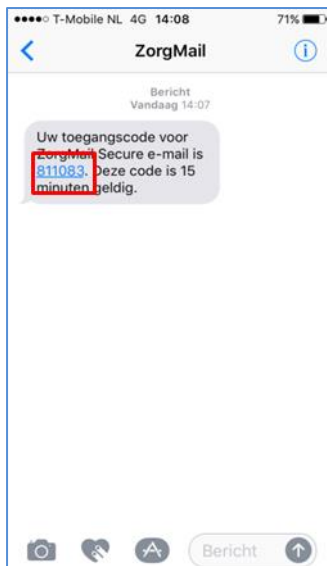 T-Mobile NL 4G 14:08 71%
ZorgMail
Bericht
Vandaag 14:07
Uw toegangscode voor
ZorgMail Secure e-mail is
811083. Deze code is 15
minuten geldig.
Bericht